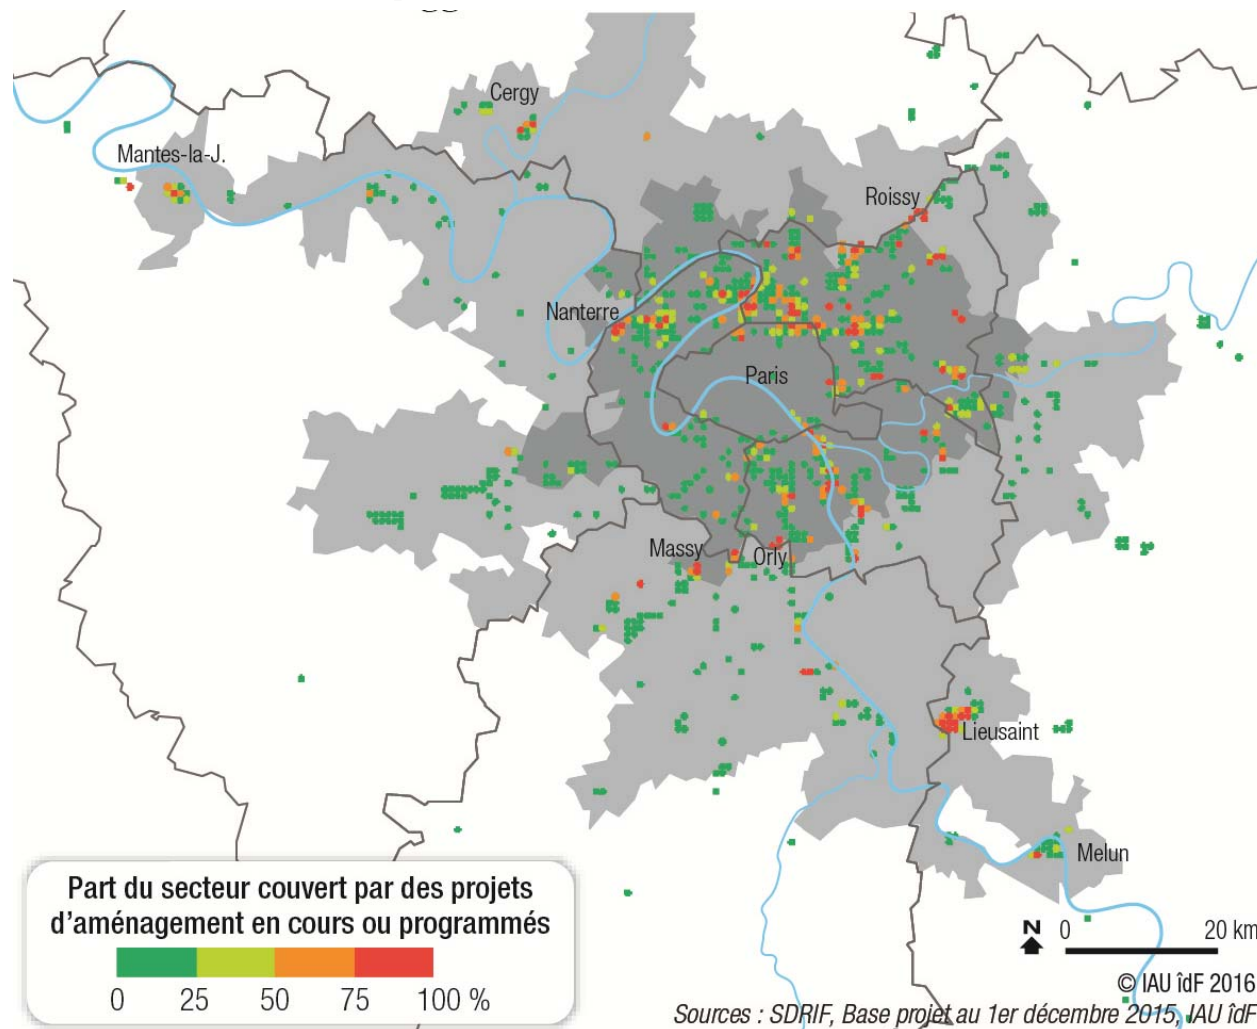 Cergy
Mantes-la-J.
Roissy
Nanterre
Paris
Massy
Orly
Lieusaint
Melun
Part du secteur couvert par des projets
d'aménagement en cours ou programmés
0 25 50 75 100 %
N 0 20 km
© IAU îdF 2016
Sources : SDRIF, Base projet au 1er décembre 2015, IAU îdF